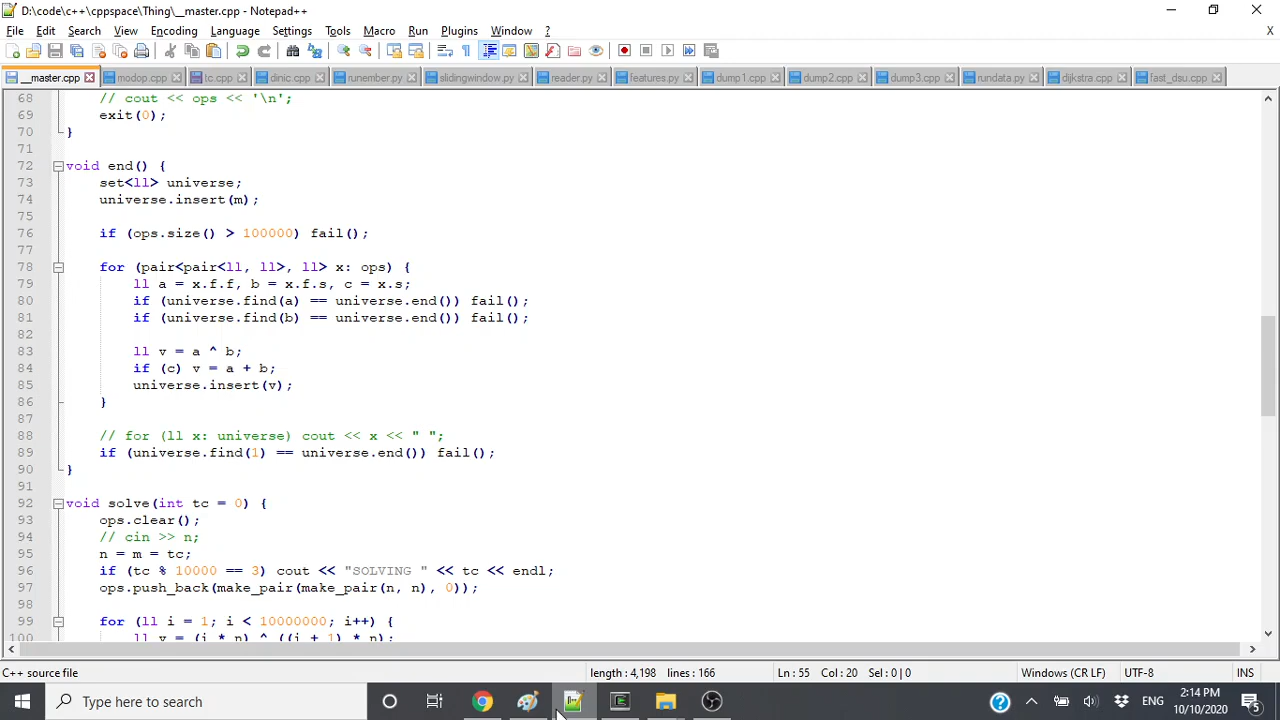 D:\code\c++\cppspace\Thing\__master.cpp - Notepad++
File Edit Search View Encoding Language Settings Tools Macro Run Plugins Window ? X
__master.cpp modop.cpp tc.cpp dinic.cpp runember.py slidingwindow.py reader.py features.py dump1.cpp dump2.cpp dump3.cpp rundata.py dijkstra.cpp fast_dsu.cpp
68 // cout << ops << '\n';
69 exit(0);
70 }
71
72 void end() {
73 set<ll> universe;
74 universe.insert(m);
75
76 if (ops.size() > 100000) fail();
77
78 for (pair<pair<ll, ll>, ll> x: ops) {
79 ll a = x.f.f, b = x.f.s, c = x.s;
80 if (universe.find(a) == universe.end()) fail();
81 if (universe.find(b) == universe.end()) fail();
82
83 ll v = a ^ b;
84 if (c) v = a + b;
85 universe.insert(v);
86 }
87
88 // for (ll x: universe) cout << x << " ";
89 if (universe.find(1) == universe.end()) fail();
90 }
91
92 void solve(int tc = 0) {
93 ops.clear();
94 // cin >> n;
95 n = m = tc;
96 if (tc % 10000 == 3) cout << "SOLVING " << tc << endl;
97 ops.push_back(make_pair(make_pair(n, n), 0));
98
99 for (ll i = 1; i < 10000000; i++) {
100 ll v = (i * n) ^ ((i + 1) * n);
C++ source file length : 4,198 lines : 166 Ln : 55 Col : 20 Sel : 0 | 0 Windows (CR LF) UTF-8 INS
Type here to search ENG 2:14 PM
10/10/2020 5